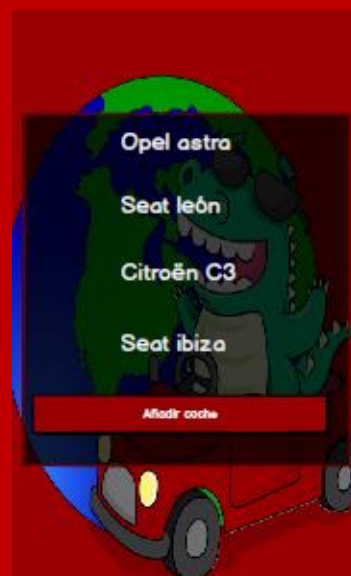 Opel astra
Seat león
Citroën C3
Seat ibiza
Añadir coche